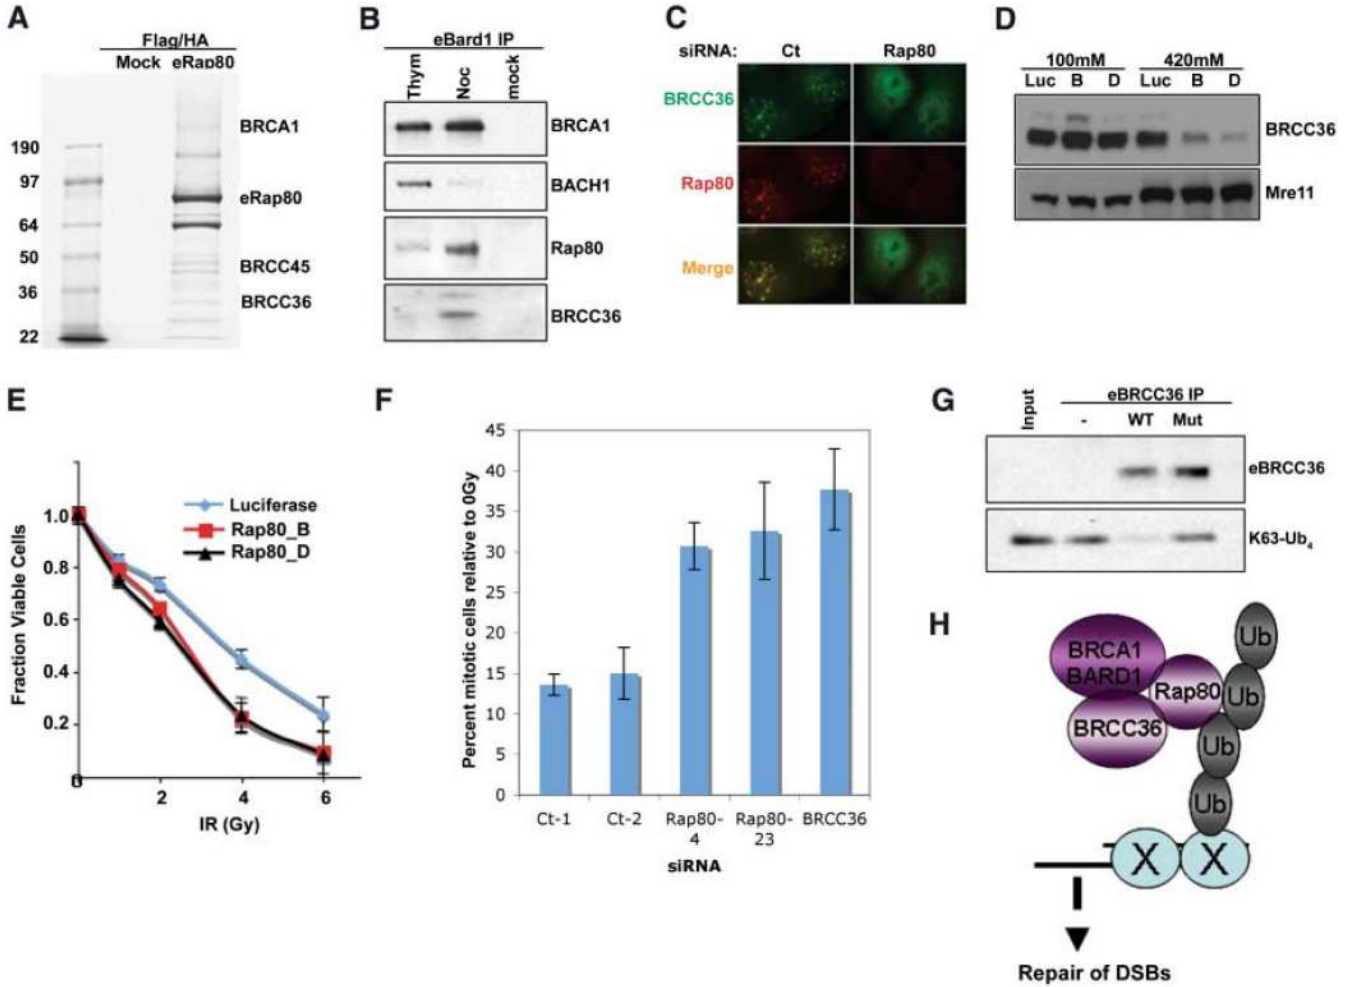 A
Flag/HA
Mock eRap80
BRCA1
190
97
eRap80
64
50
BRCC45
36
BRCC36
22
B
eBard1 IP
Thym
Noc
mock
BRCA1
BACH1
Rap80
BRCC36
C
siRNA: Ct Rap80
BRCC36
Rap80
Merge
D
100mM 420mM
Luc B D Luc B D
BRCC36
Mre11
E
Fraction Viable Cells
1.0
0.8
0.6
0.4
0.2
0
2 4 6
IR (Gy)
Luciferase
Rap80_B
Rap80_D
F
Percent mitotic cells relative to 0Gy
45
40
35
30
25
20
15
10
5
0
Ct-1 Ct-2 Rap80- Rap80- BRCC36
4 23
siRNA
G
Input
eBRCC36 IP
- WT Mut
eBRCC36
K63-Ub4
H
BRCA1
BARD1
Rap80
BRCC36
Ub
Ub
Ub
Ub
X X
Repair of DSBs